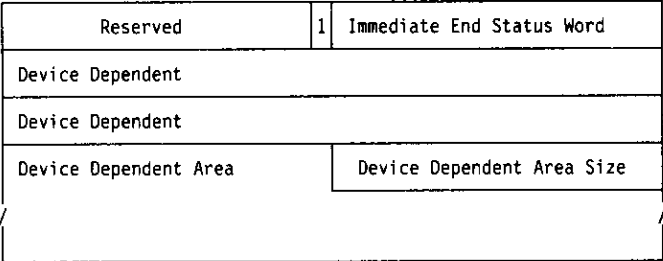 Reserved 1 Immediate End Status Word
Device Dependent
Device Dependent
Device Dependent Area Device Dependent Area Size